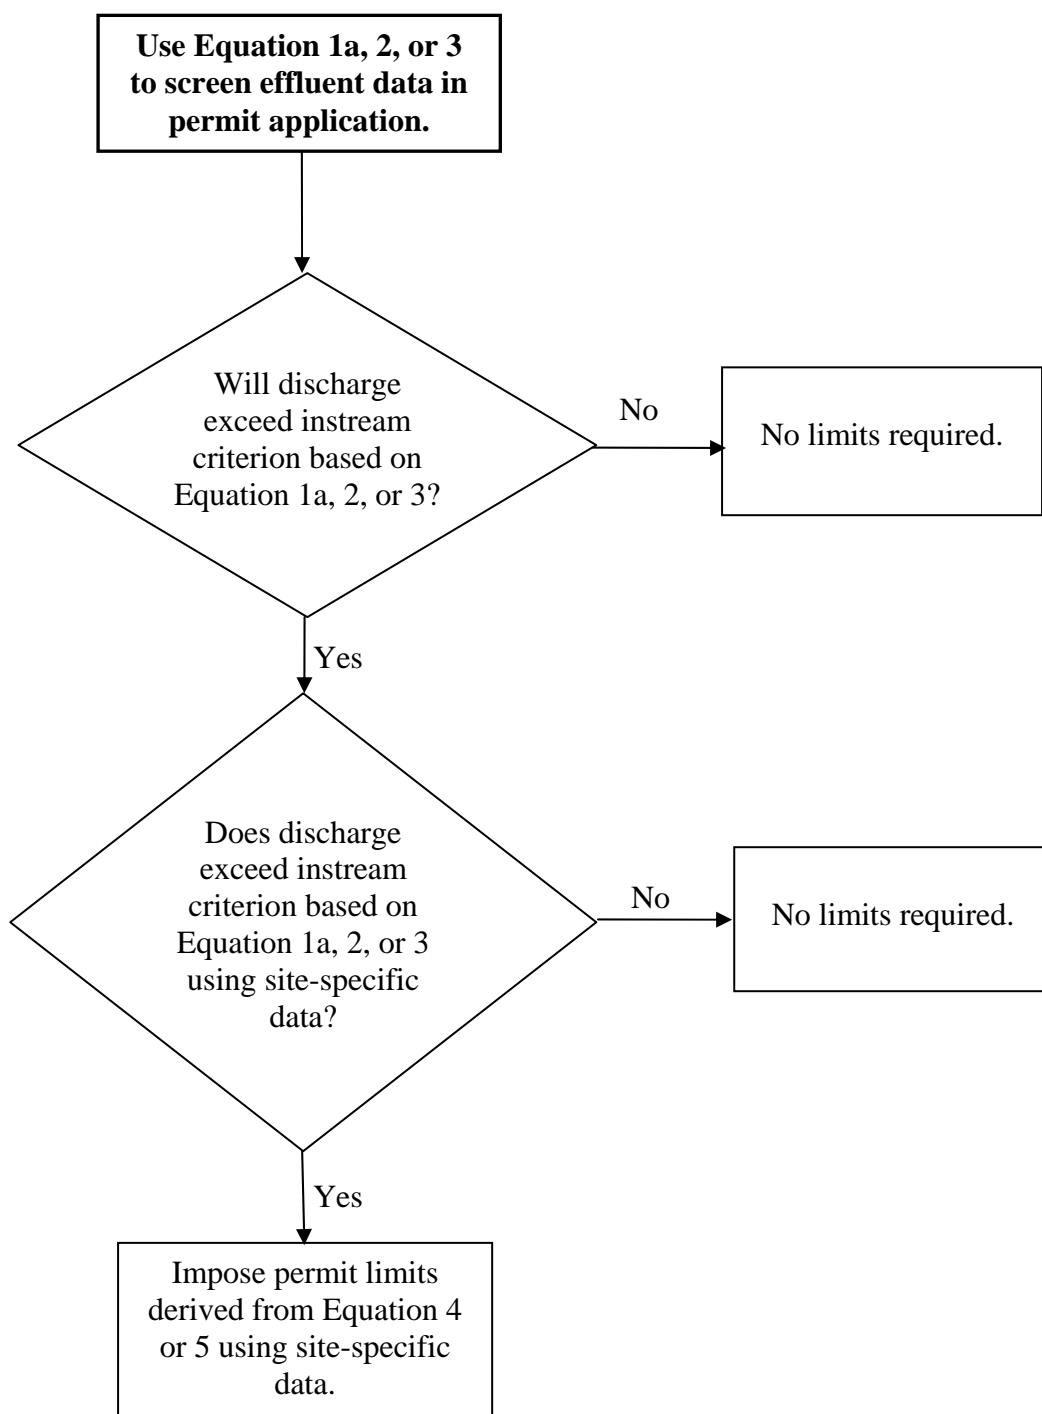 Use Equation 1a, 2, or 3
to screen effluent data in
permit application.
Will discharge
exceed instream
criterion based on
Equation 1a, 2, or 3?
No
No limits required.
Yes
Does discharge
exceed instream
criterion based on
Equation 1a, 2, or 3
using site-specific
data?
No
No limits required.
Yes
Impose permit limits
derived from Equation 4
or 5 using site-specific
data.